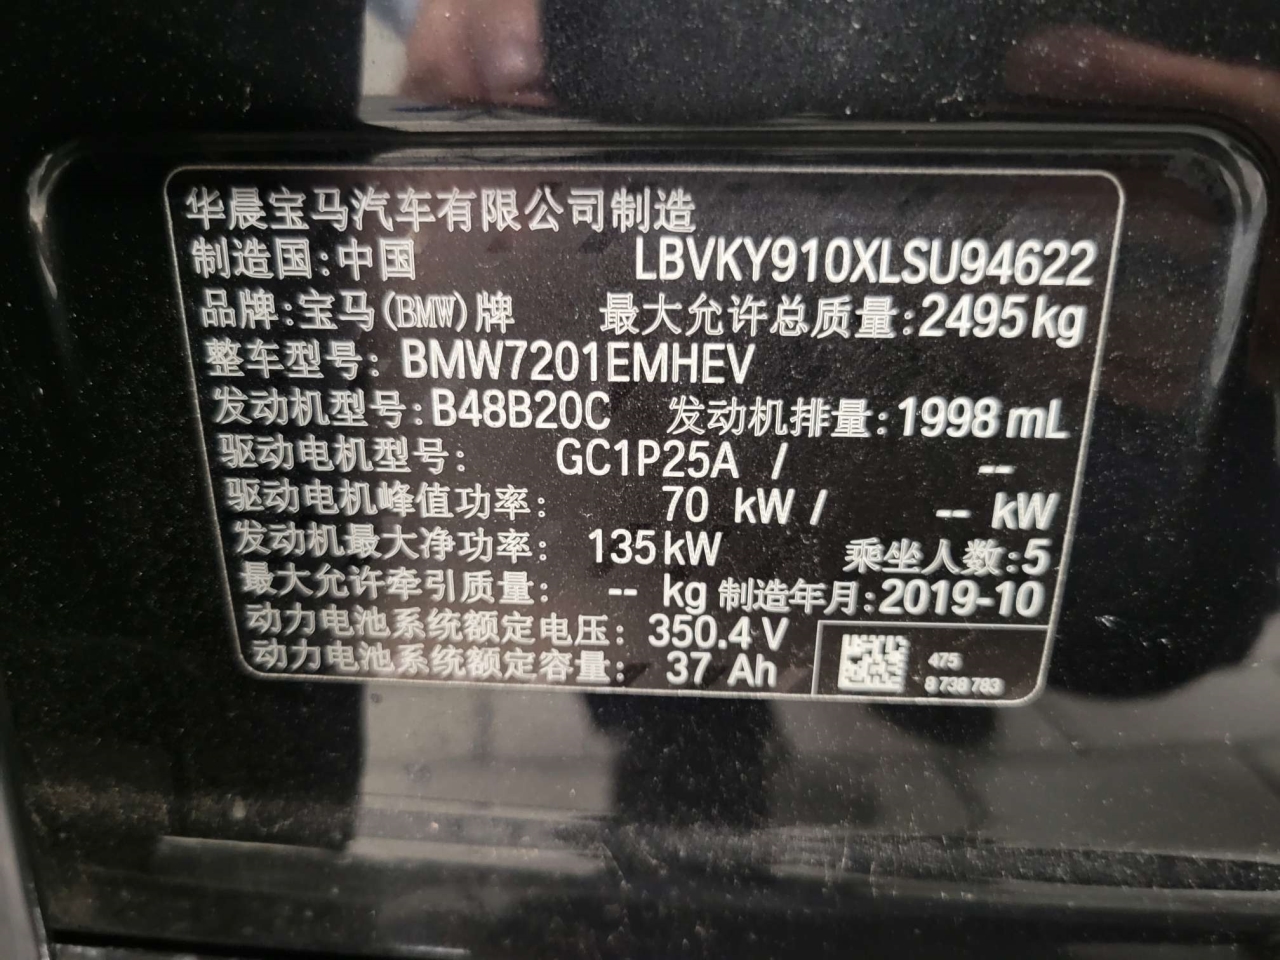 华晨宝马汽车有限公司制造
制造国:中国 LBVKY910XLSU94622
品牌:宝马(BMW)牌 最大允许总质量:2495kg
整车型号: BMW7201EMHEV
发动机型号:B48B20C 发动机排量:1998 mL
驱动电机型号: GC1P25A / --
驱动电机峰值功率: 70 kW / -- kW
发动机最大净功率: 135kW 乘坐人数:5
最大允许牵引质量: -- kg 制造年月:2019-10
动力电池系统额定电压: 350.4 V
动力电池系统额定容量: 37 Ah
475
8 738 783